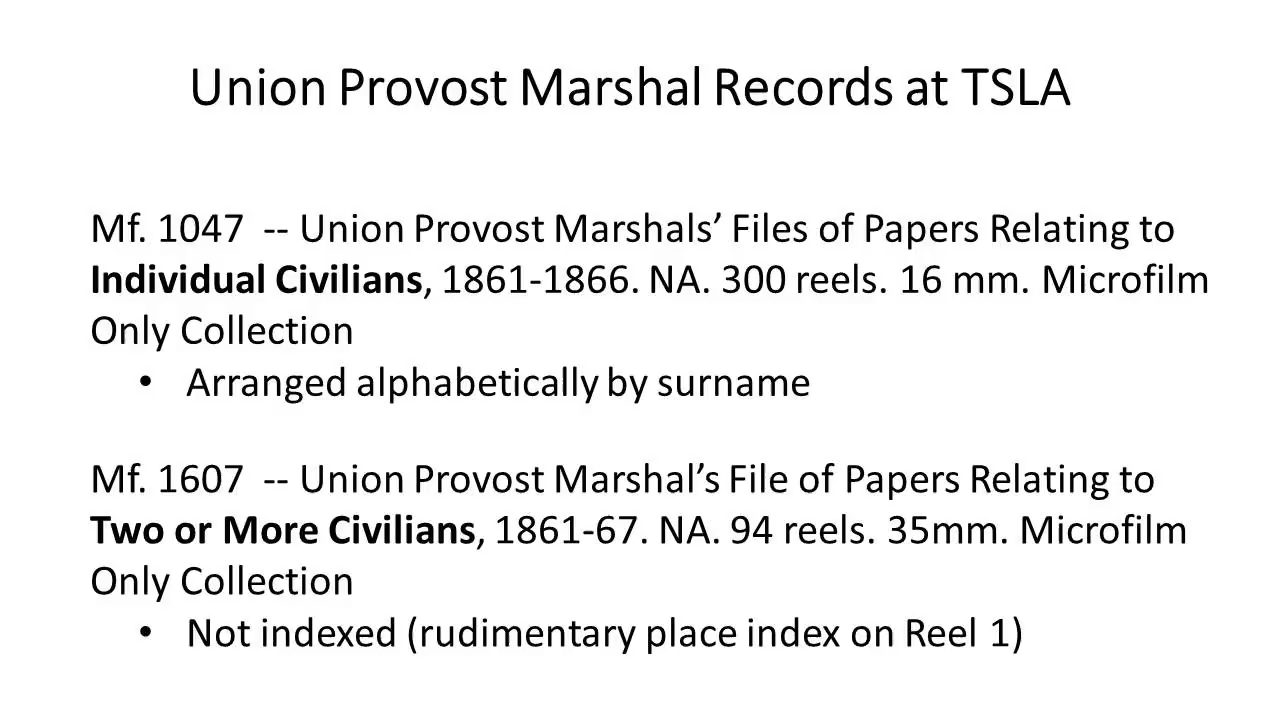 Union Provost Marshal Records at TSLA
Mf. 1047  -- Union Provost Marshals’ Files of Papers Relating to
Individual Civilians, 1861-1866. NA. 300 reels. 16 mm. Microfilm
Only Collection
• Arranged alphabetically by surname
Mf. 1607  -- Union Provost Marshal’s File of Papers Relating to
Two or More Civilians, 1861-67. NA. 94 reels. 35mm. Microfilm
Only Collection
• Not indexed (rudimentary place index on Reel 1)